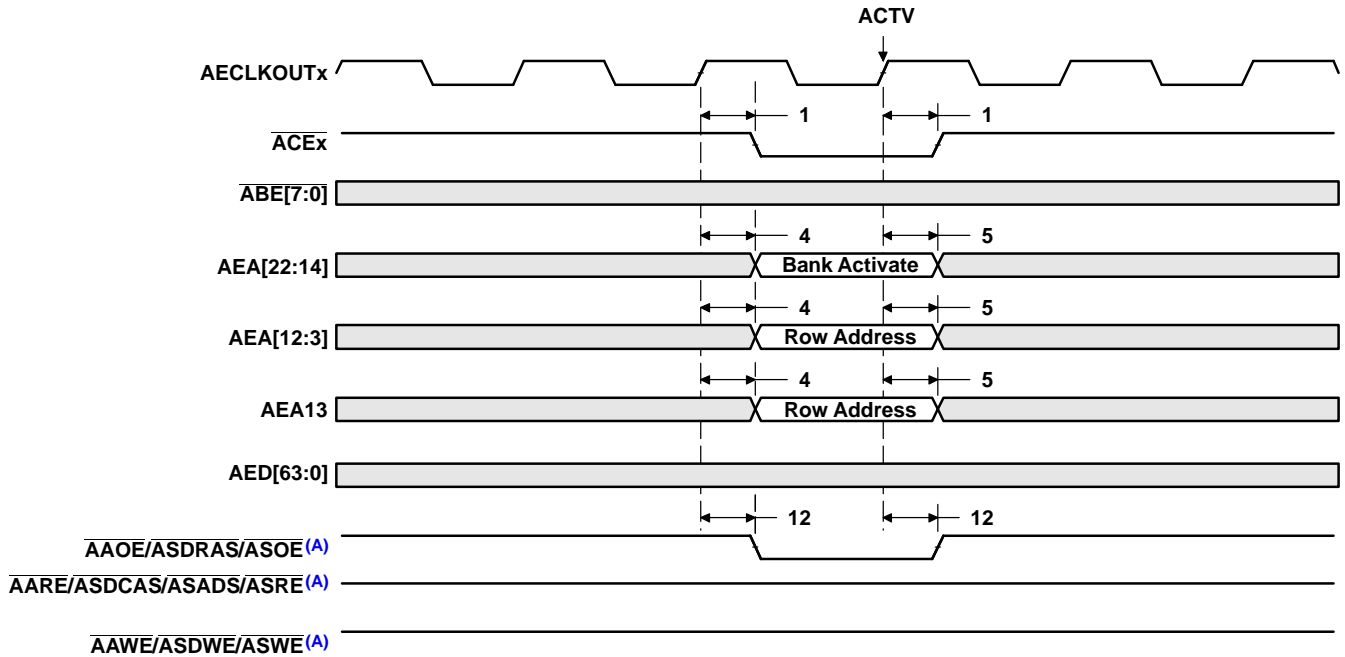 ACTV
AECLKOUTx
1 1
ACEx
ABE[7:0]
4 5
AEA[22:14] Bank Activate
4 5
AEA[12:3] Row Address
4 5
AEA13 Row Address
AED[63:0]
12 12
AAOE/ASDRAS/ASOE(A)
AARE/ASDCAS/ASADS/ASRE(A)
AAWE/ASDWE/ASWE(A)